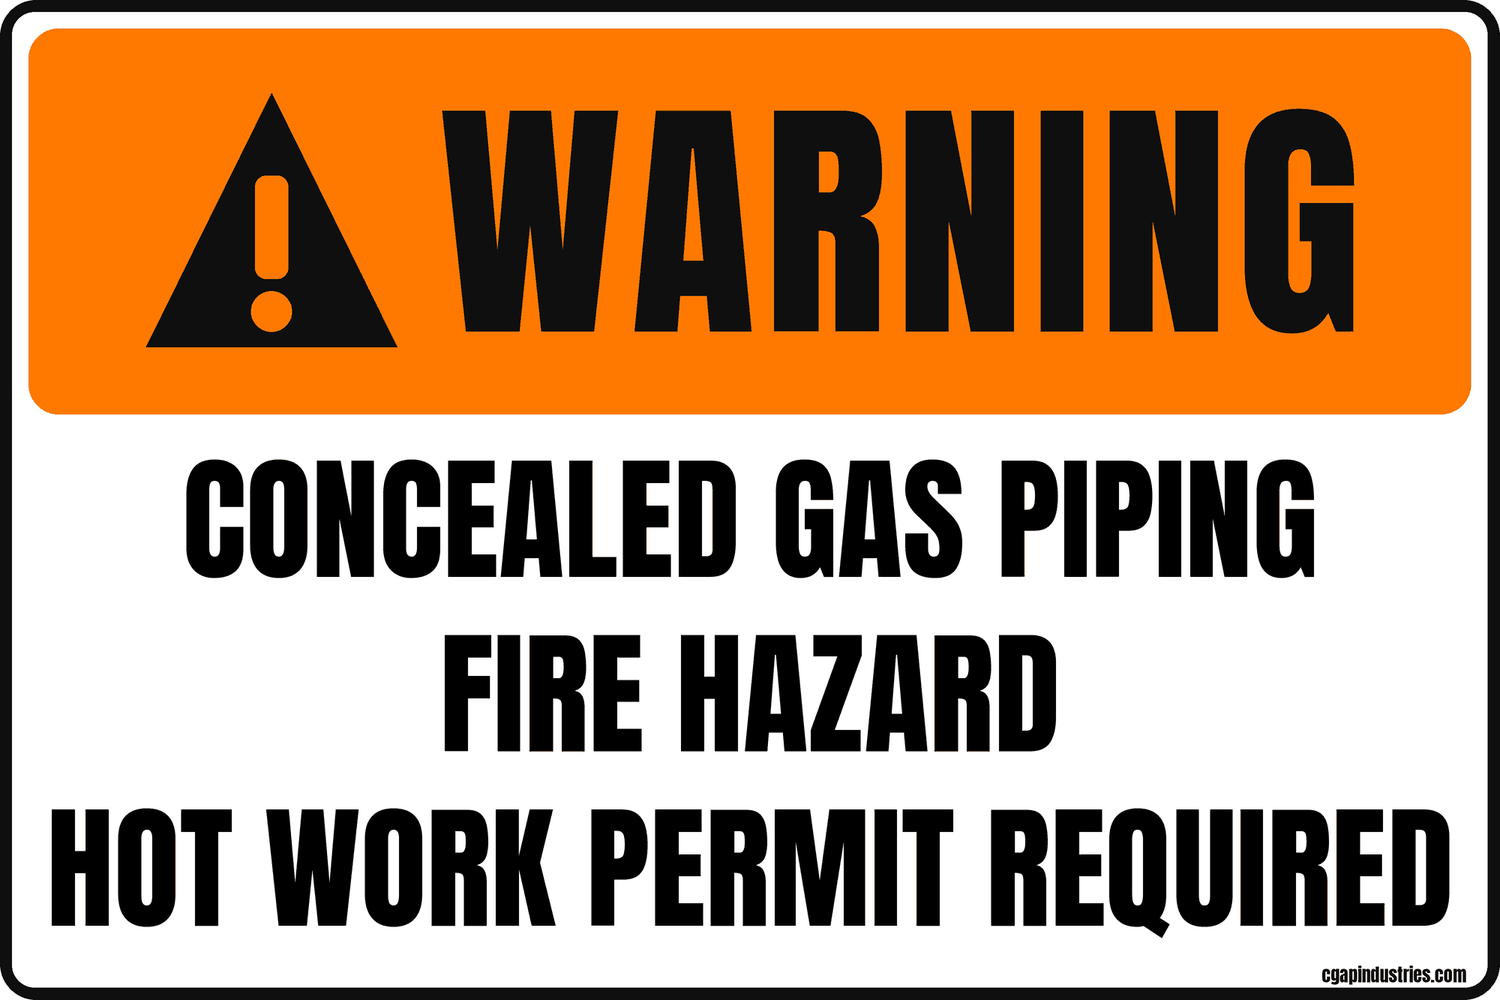 WARNING
CONCEALED GAS PIPING
FIRE HAZARD
HOT WORK PERMIT REQUIRED
cgapindustries.com